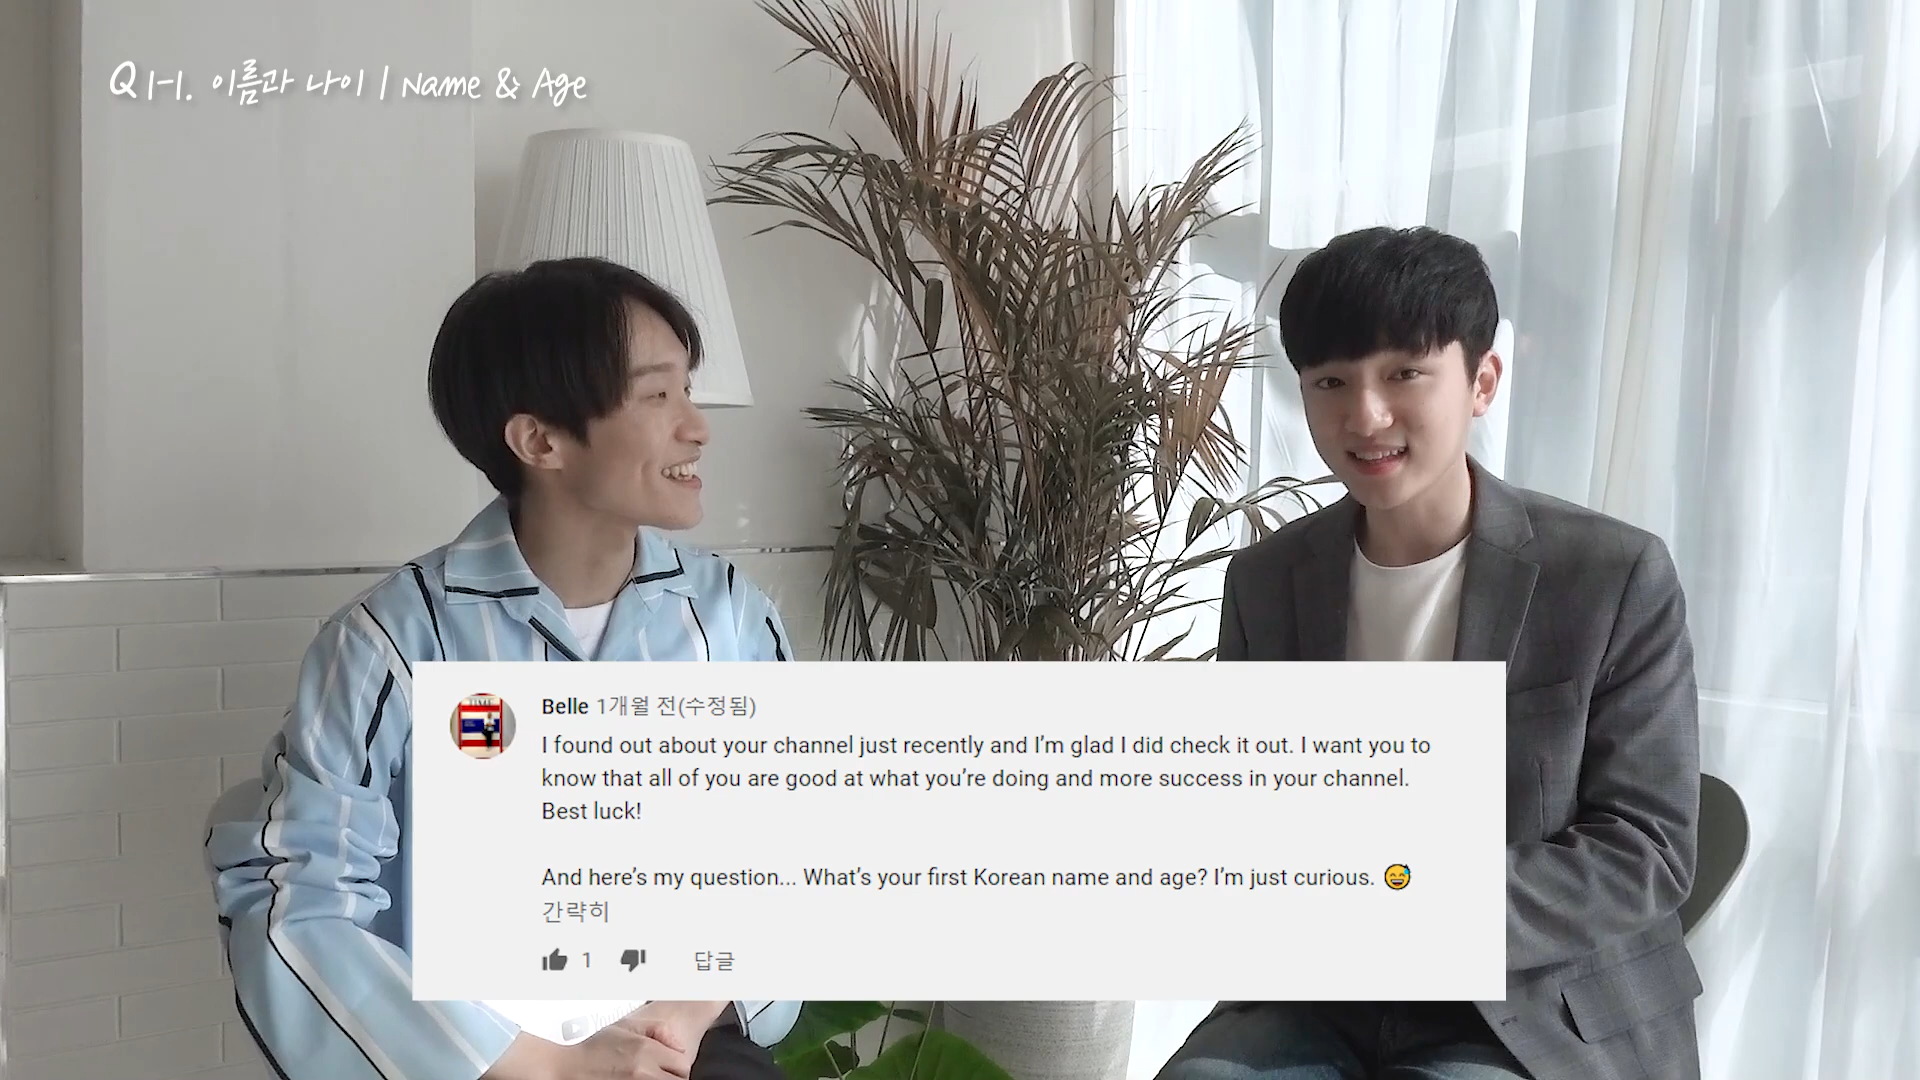 Q1-1. 이름과 나이 | Name & Age
Belle 1개월 전(수정됨)
I found out about your channel just recently and I’m glad I did check it out. I want you to
know that all of you are good at what you’re doing and more success in your channel.
Best luck!
And here’s my question... What’s your first Korean name and age? I’m just curious. 😅
간략히
1
답글
YouTube